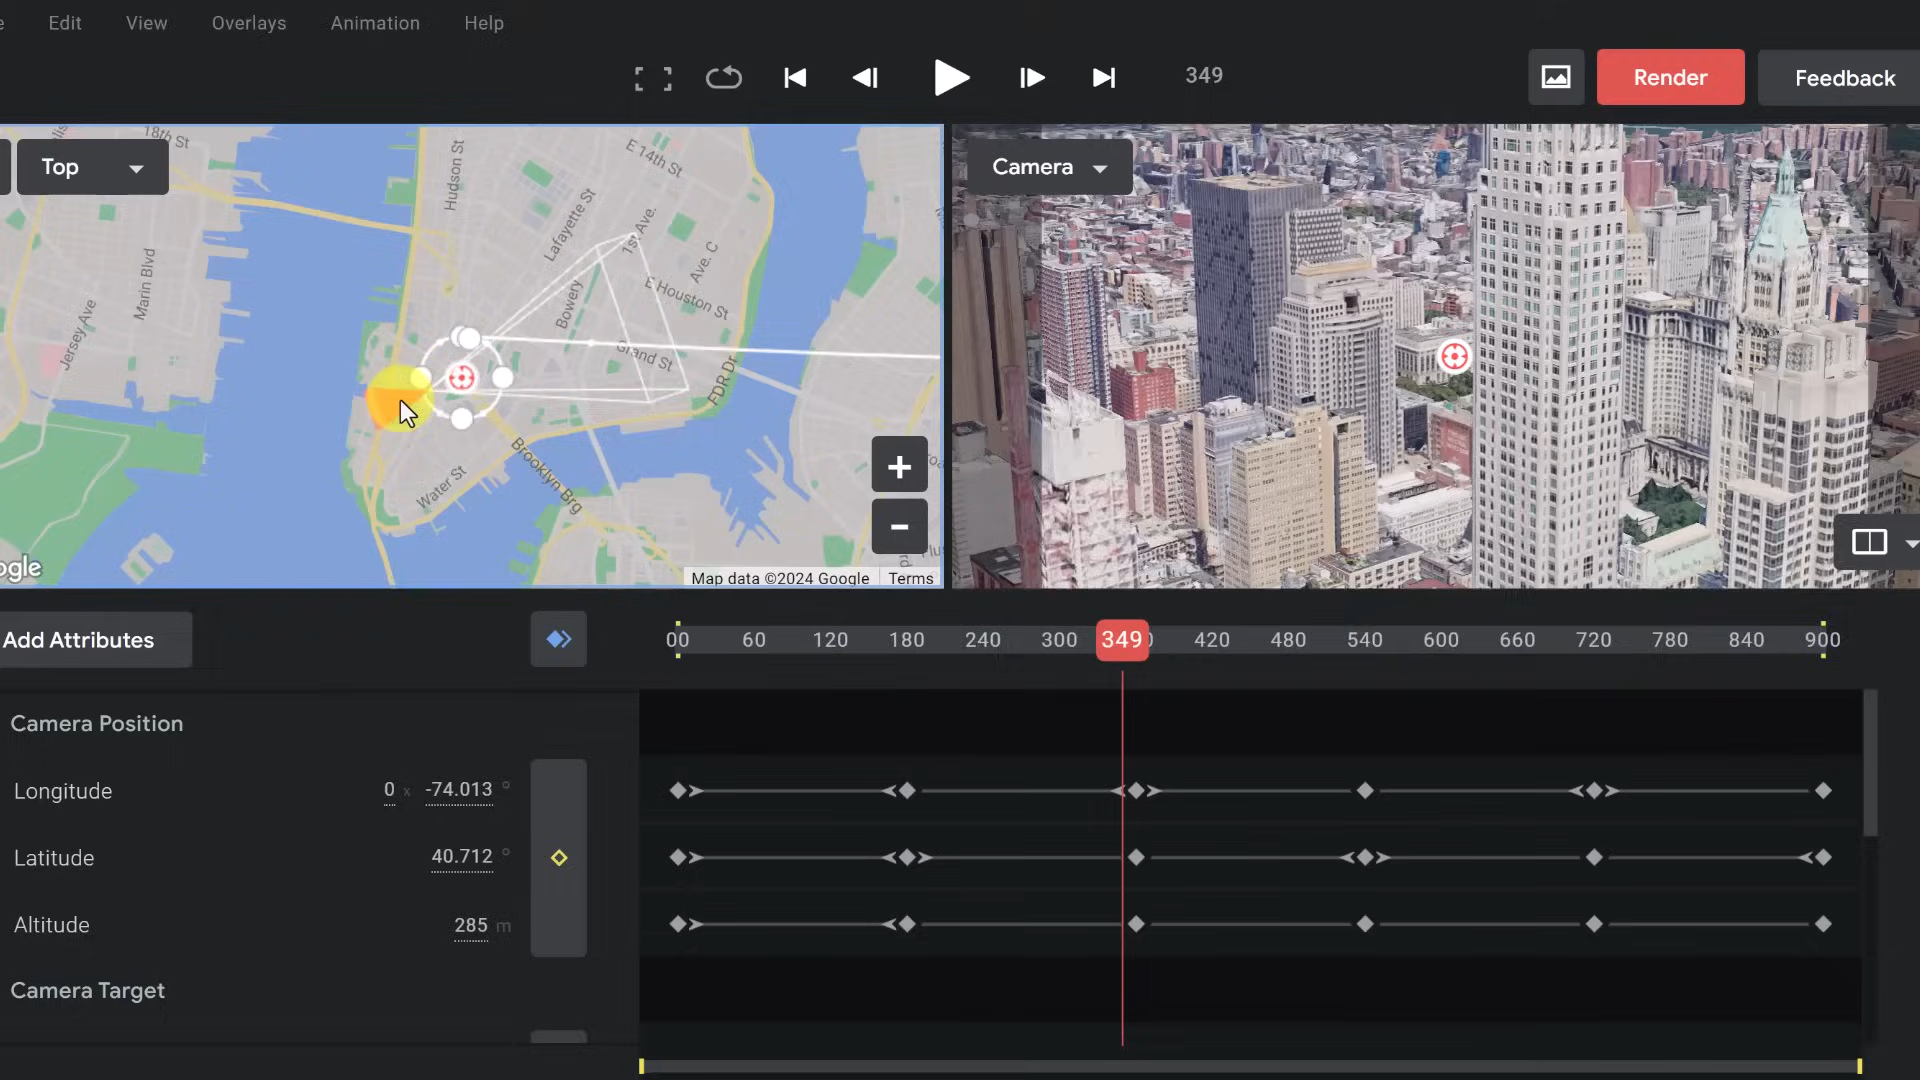 Edit View Overlays Animation Help
349
Render
Feedback
Top
18th St
Hudson St
E 14th St
Camera
Lafayette St
1st Ave.
Ave. C
Marin Blvd
Jersey Ave
E Houston St
Bowery
Grand St
FDR Dr
Water St
Brooklyn Brg
+
-
ogle
Map data ©2024 Google Terms
Add Attributes
00 60 120 180 240 300 349 420 480 540 600 660 720 780 840 900
Camera Position
Longitude 0 x -74.013 °
Latitude 40.712 °
Altitude 285 m
Camera Target